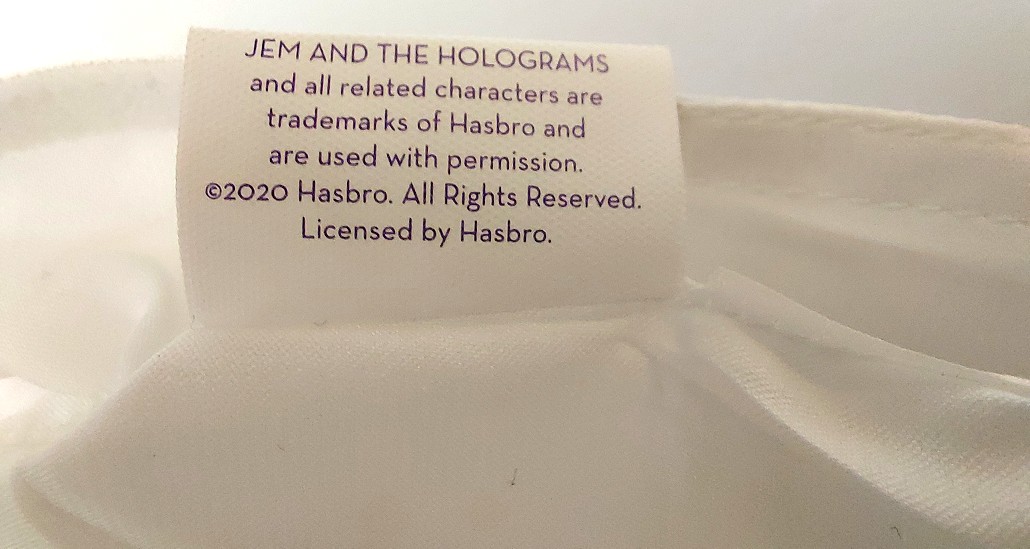 JEM AND THE HOLOGRAMS
and all related characters are
trademarks of Hasbro and
are used with permission.
©2020 Hasbro. All Rights Reserved.
Licensed by Hasbro.